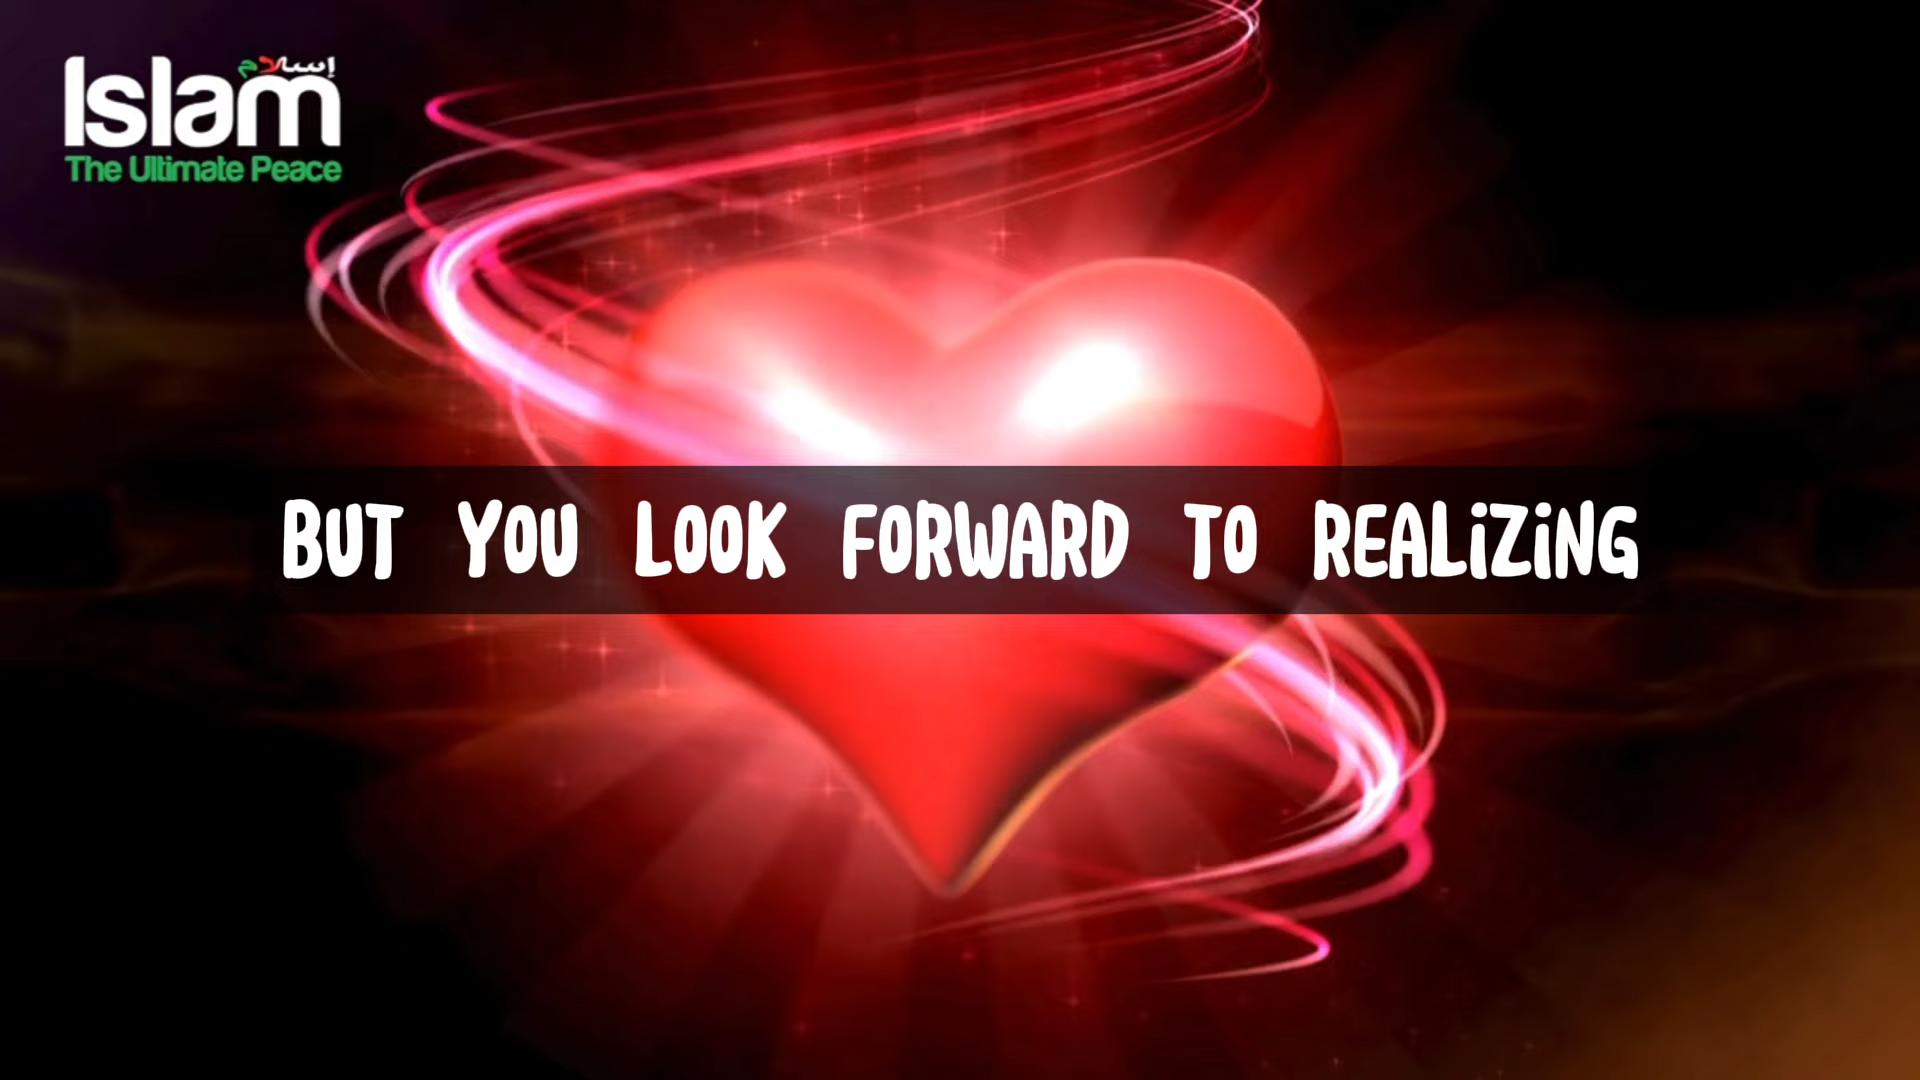 إسلام
Islam
The Ultimate Peace
BUT YOU LOOK FORWARD TO REALIZING